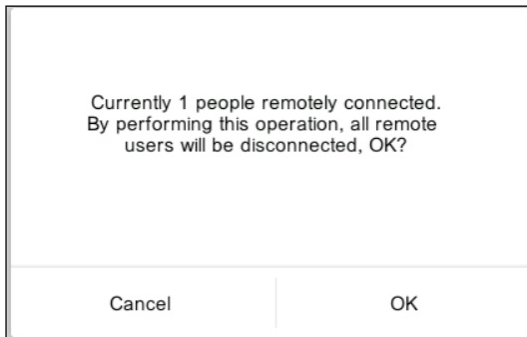 Currently 1 people remotely connected.
By performing this operation, all remote
users will be disconnected, OK?
Cancel
OK